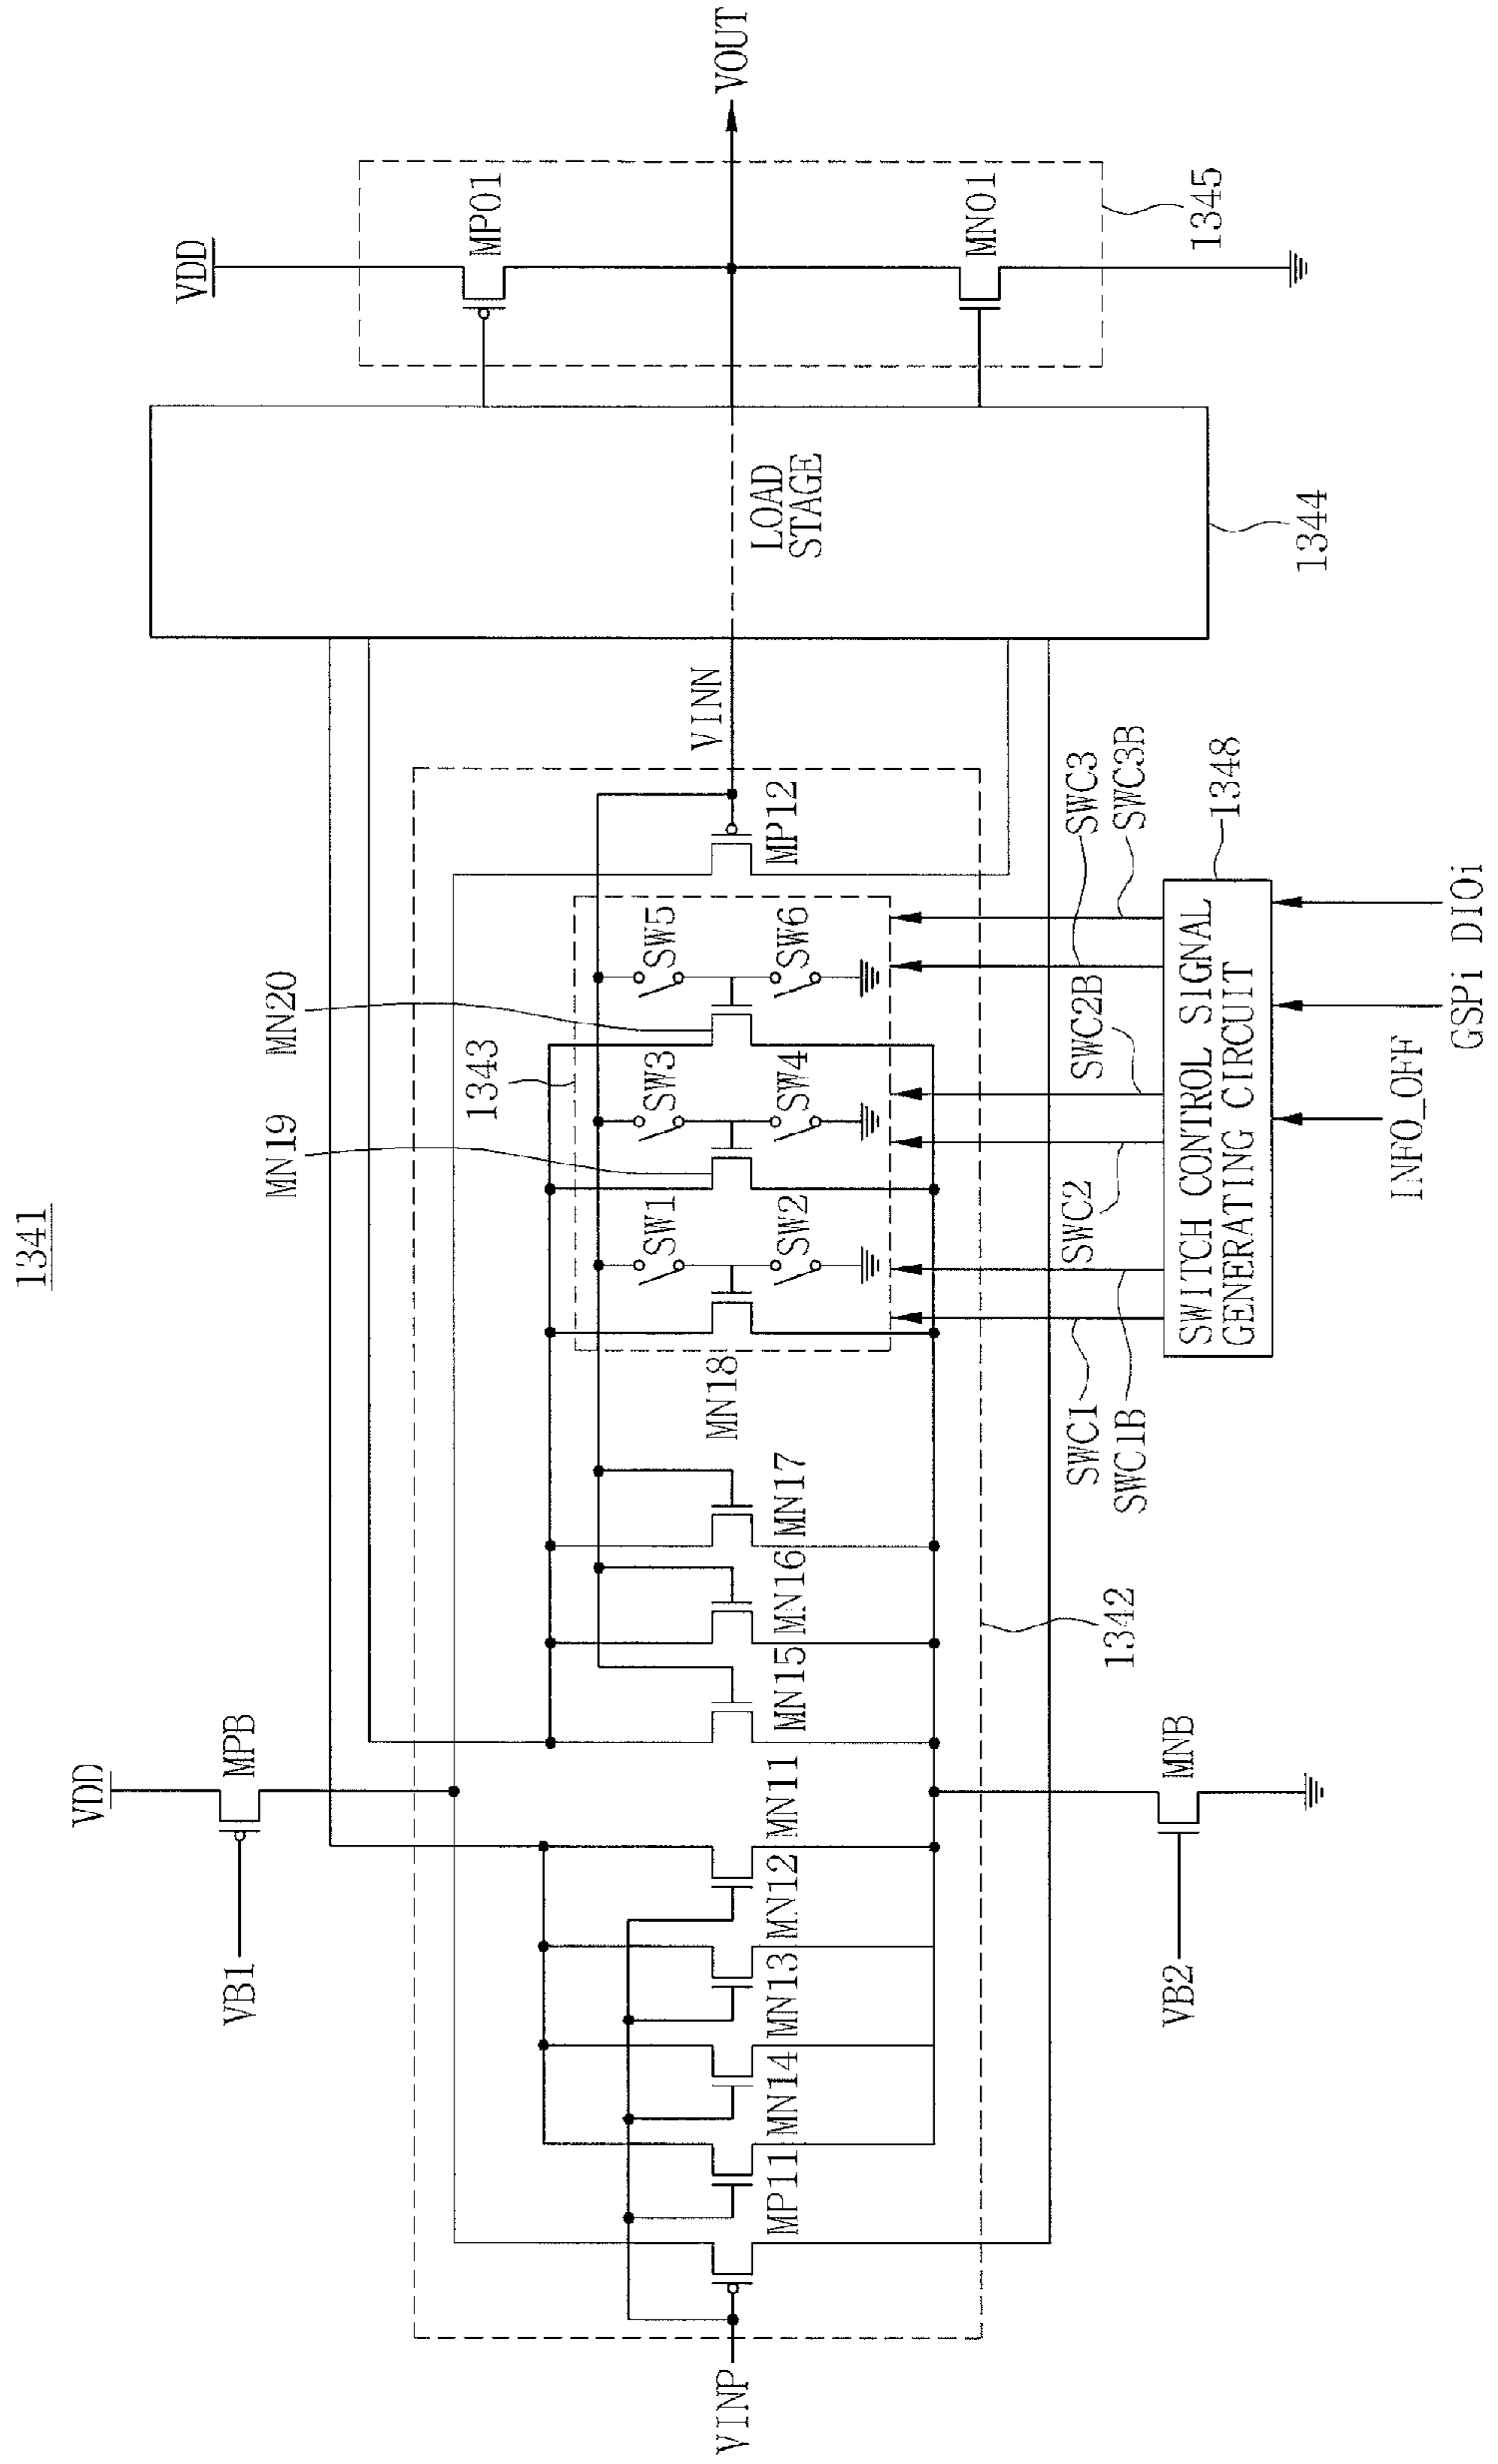 1341
VDD
MPB
VB1
MN19
MN20
1343
VDD
MP01
VINN
VOUT
SW1
SW3
SW5
SW2
SW4
SW6
VINP
MP11
MN14
MN13
MN12
MN11
MN15
MN16
MN17
MN18
MP12
LOAD
STAGE
MN01
1345
1344
1342
VB2
MNB
SWC1
SWC1B
SWC2
SWC2B
SWC3
SWC3B
1348
SWITCH CONTROL SIGNAL
GENERATING CIRCUIT
INFO_OFF
GSPi DIOi